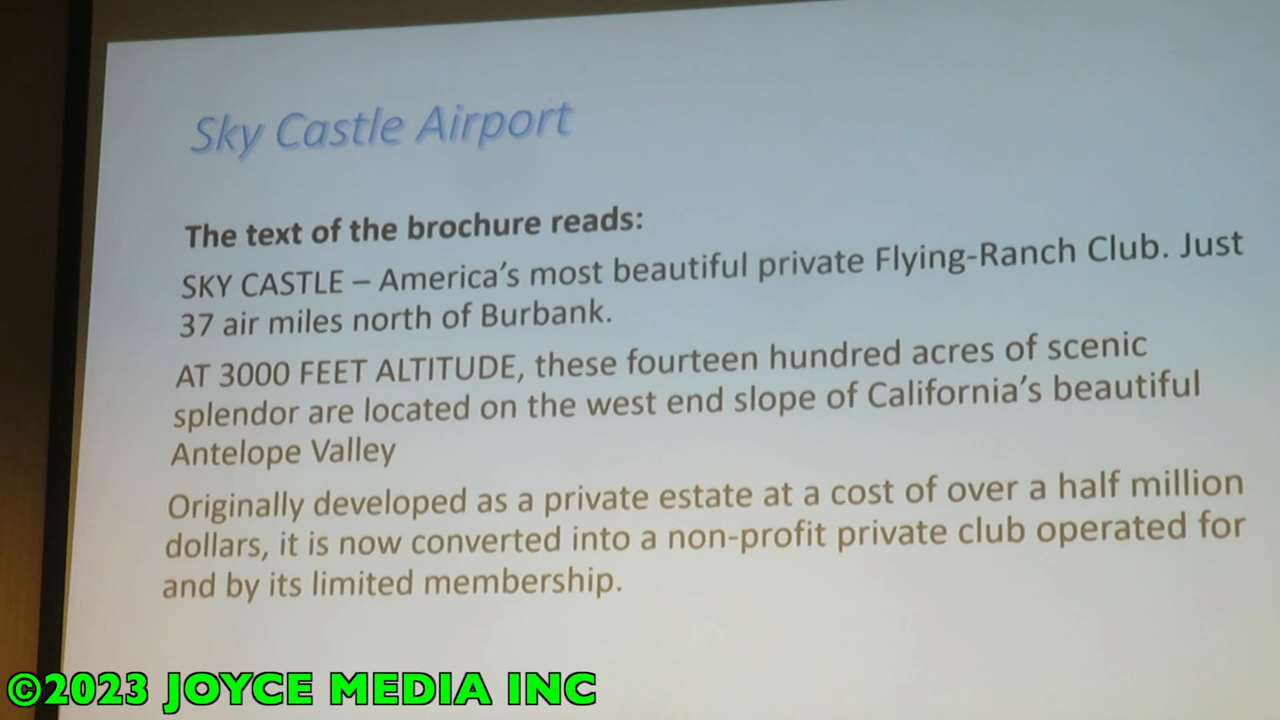 Sky Castle Airport
The text of the brochure reads:
SKY CASTLE – America's most beautiful private Flying-Ranch Club. Just
37 air miles north of Burbank.
AT 3000 FEET ALTITUDE, these fourteen hundred acres of scenic
splendor are located on the west end slope of California's beautiful
Antelope Valley
Originally developed as a private estate at a cost of over a half million
dollars, it is now converted into a non-profit private club operated for
and by its limited membership.
©2023 JOYCE MEDIA INC